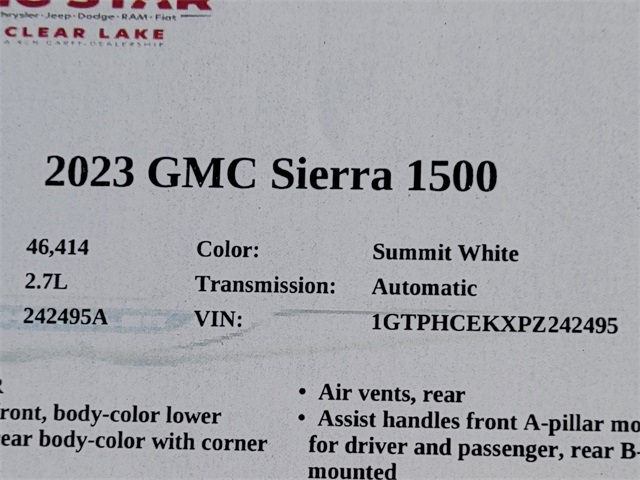 STAR
Chrysler · Jeep · Dodge · RAM · Fiat
CLEAR LAKE
2023 GMC Sierra 1500
46,414 Color: Summit White
2.7L Transmission: Automatic
242495A VIN: 1GTPHCEKXPZ242495
• Air vents, rear
ront, body-color lower
• Assist handles front A-pillar mo
ear body-color with corner
for driver and passenger, rear B-
mounted